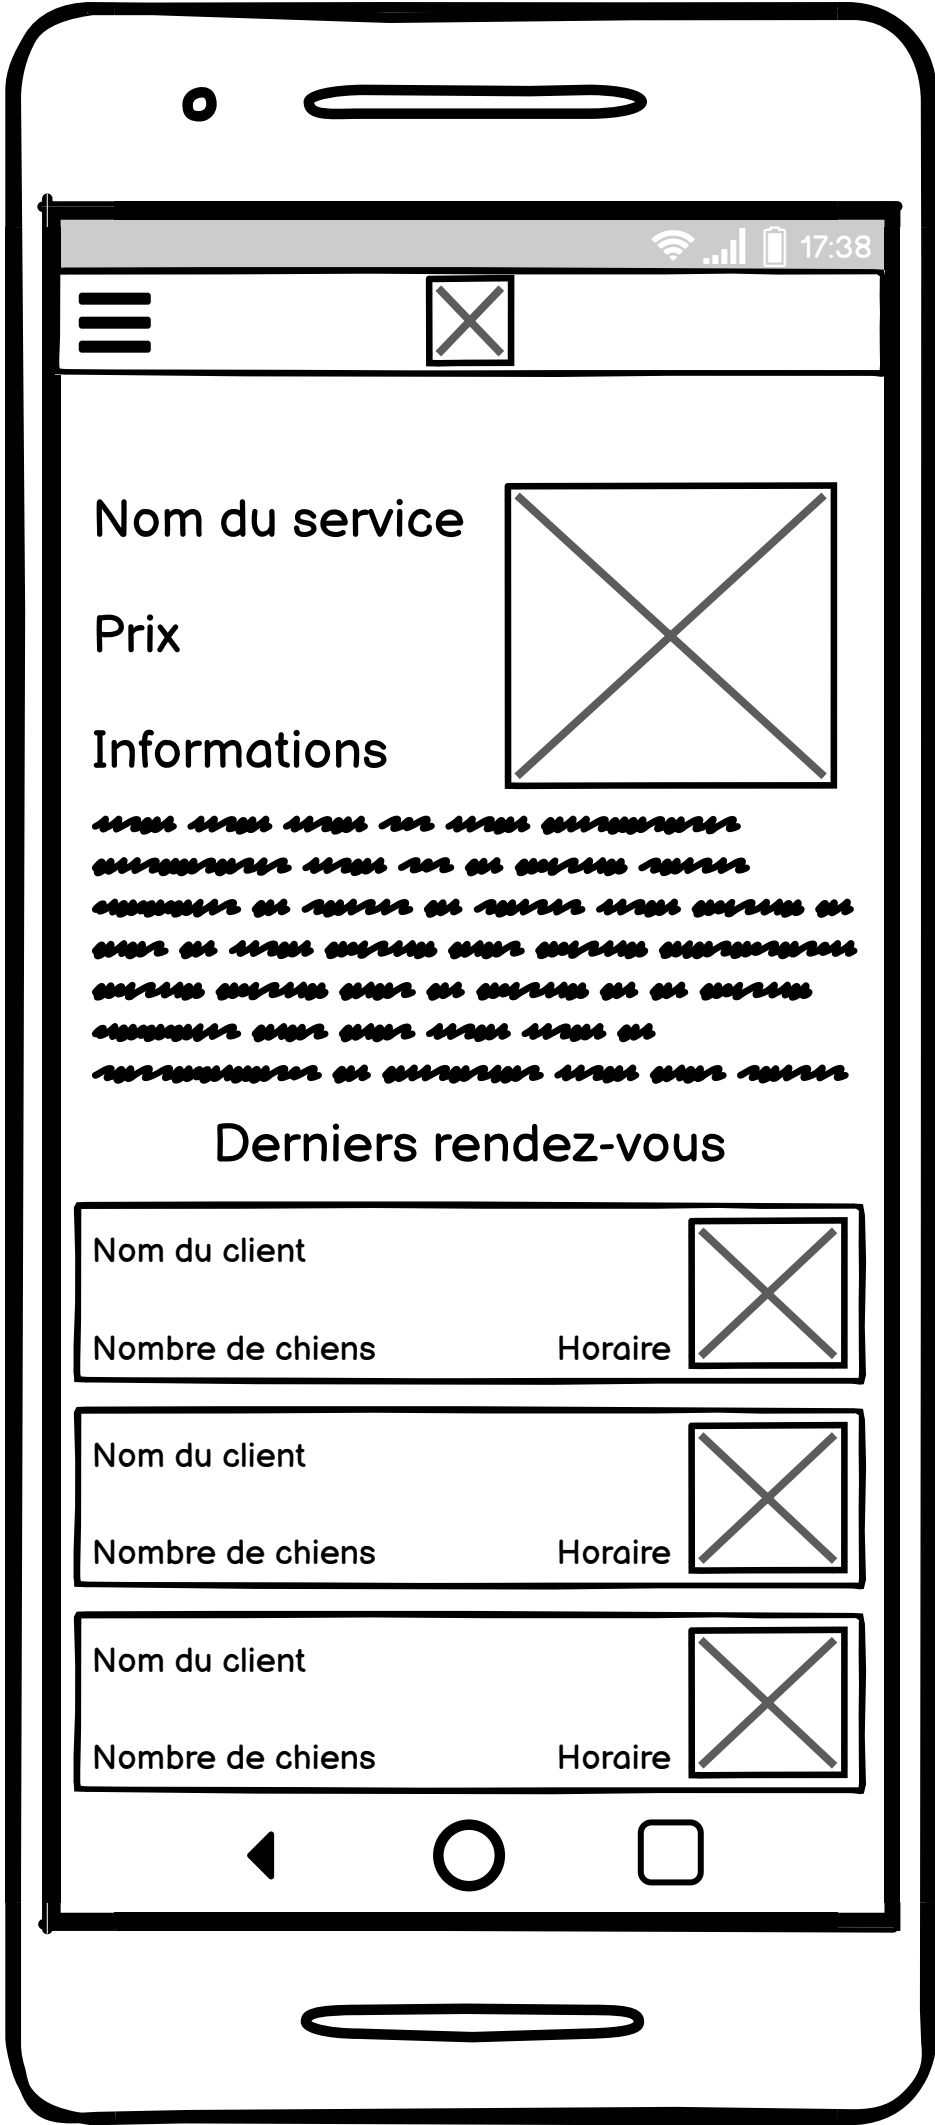 17:38
Nom du service
Prix
Informations
Derniers rendez-vous
Nom du client
Nombre de chiens Horaire
Nom du client
Nombre de chiens Horaire
Nom du client
Nombre de chiens Horaire